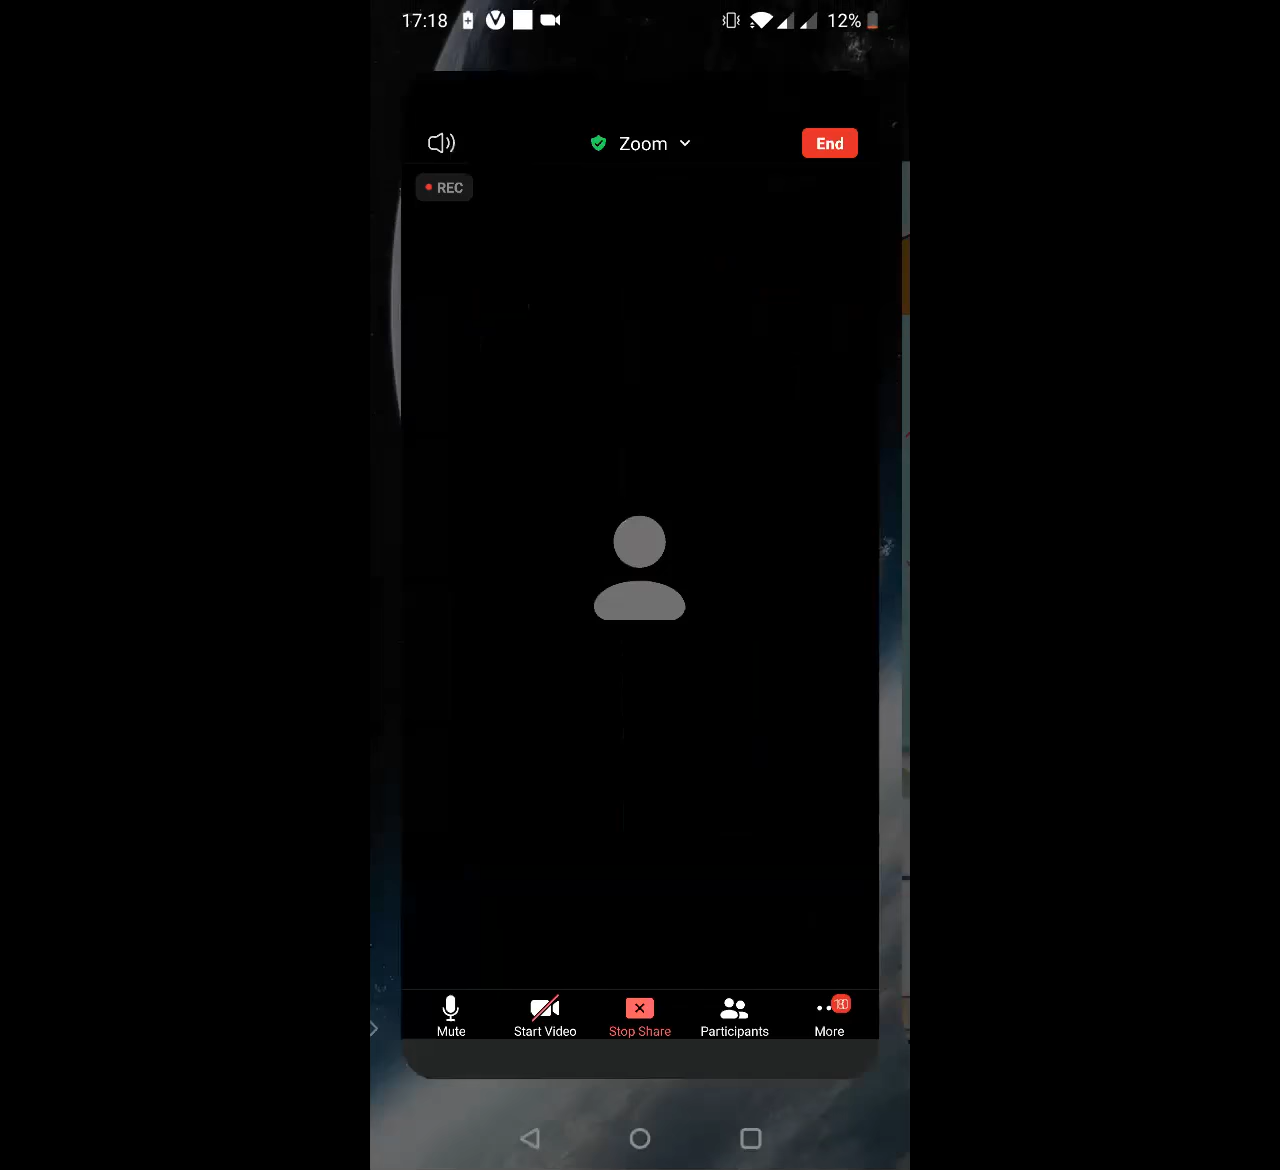 17:18
12%
Zoom
End
REC
Mute
Start Video
Stop Share
Participants
More